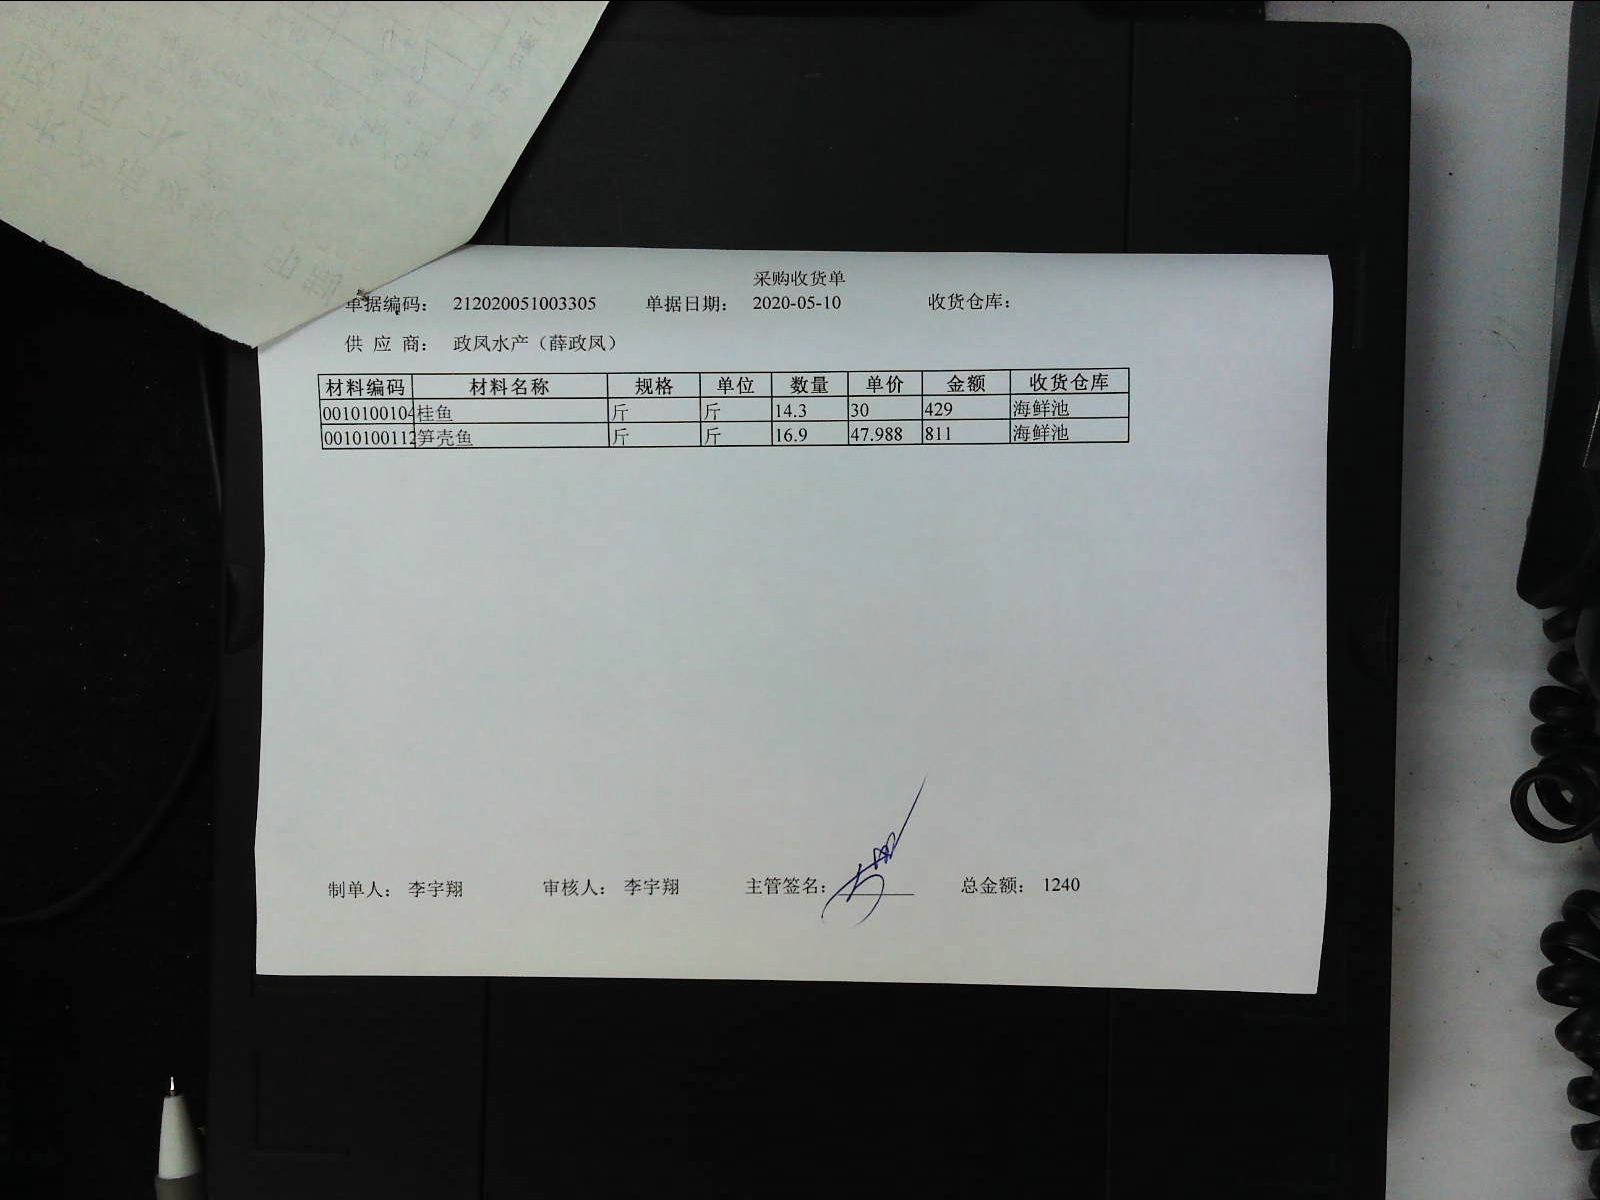 采购收货单
单据编码： 212020051003305 单据日期： 2020-05-10 收货仓库：
供 应 商： 政凤水产（薛政凤）
材料编码 材料名称 规格 单位 数量 单价 金额 收货仓库
0010100104 桂鱼 斤 斤 14.3 30 429 海鲜池
0010100112 笋壳鱼 斤 斤 16.9 47.988 811 海鲜池
制单人： 李宇翔 审核人： 李宇翔 主管签名： 总金额： 1240